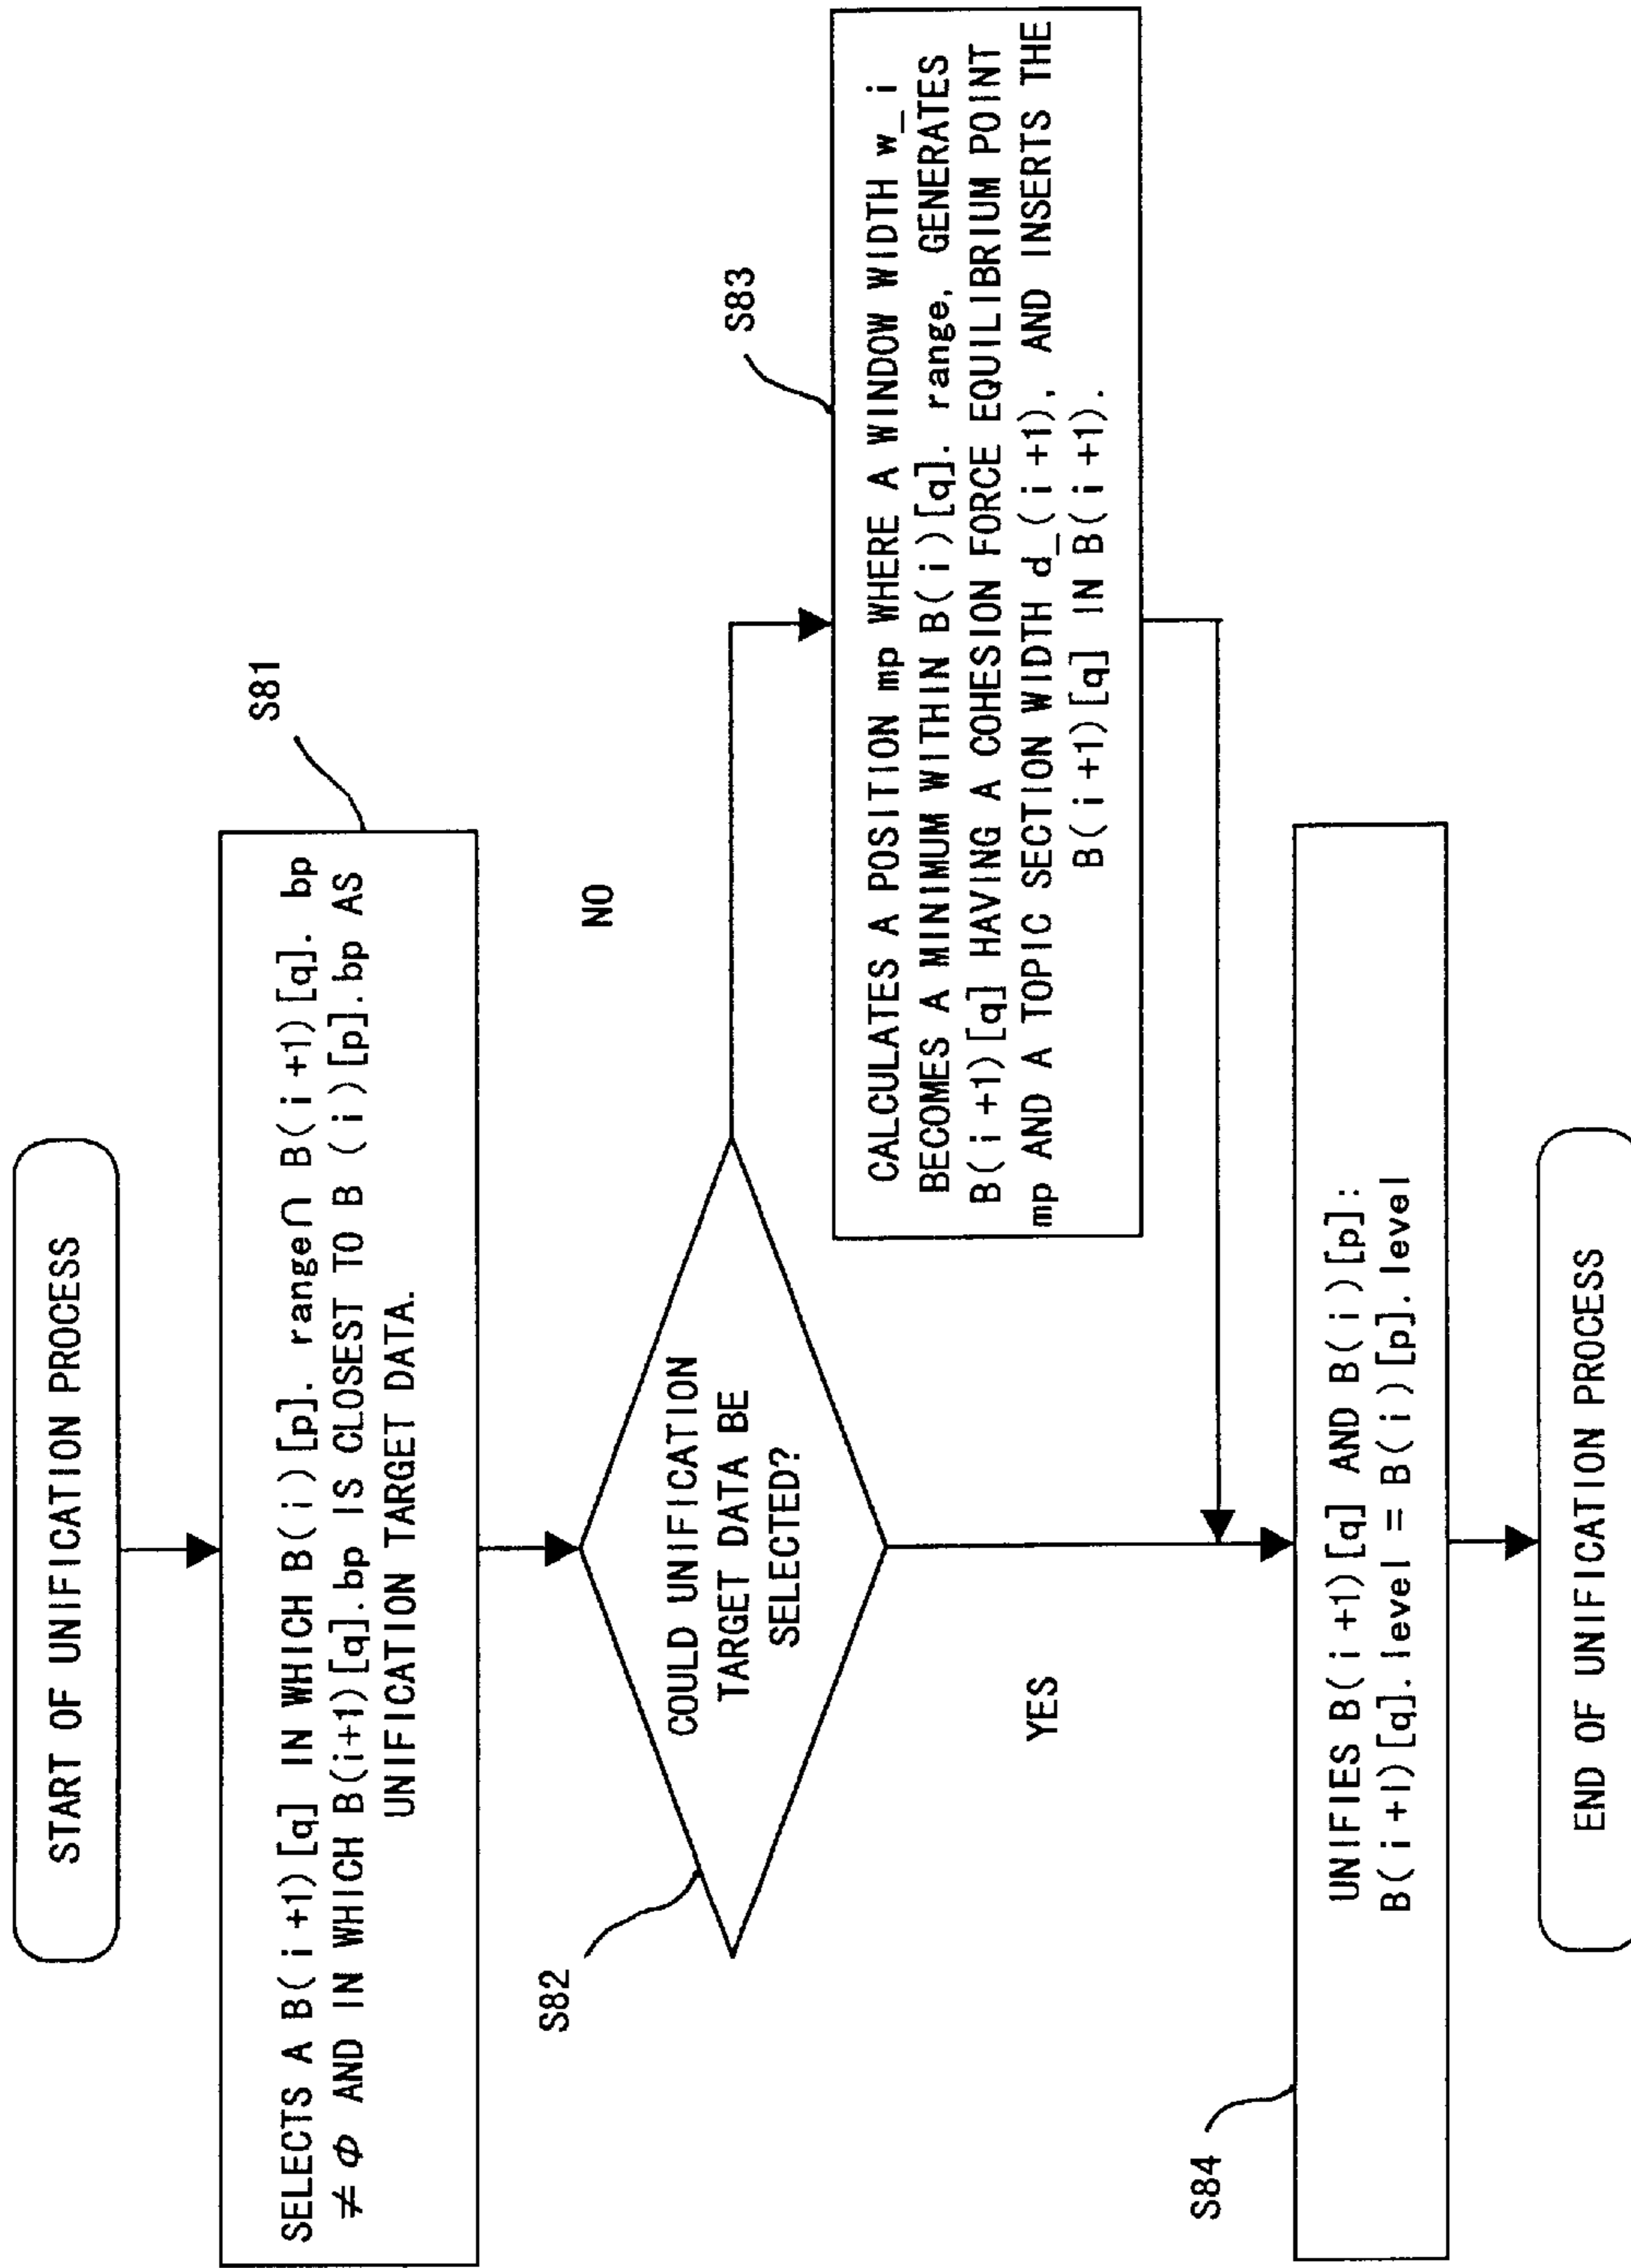 START OF UNIFICATION PROCESS
S81
SELECTS A B(i+1)[q] IN WHICH B(i)[p]. range∩ B(i+1)[q]. bp
≠ Φ AND IN WHICH B(i+1)[q].bp IS CLOSEST TO B (i)[p].bp AS
UNIFICATION TARGET DATA.
S82
COULD UNIFICATION
TARGET DATA BE
SELECTED?
NO
YES
S83
CALCULATES A POSITION mp WHERE A WINDOW WIDTH w_i
BECOMES A MINIMUM WITHIN B(i)[q]. range, GENERATES
B(i+1)[q] HAVING A COHESION FORCE EQUILIBRIUM POINT
mp AND A TOPIC SECTION WIDTH d_(i+1), AND INSERTS THE
B(i+1)[q] IN B(i+1).
S84
UNIFIES B(i+1)[q] AND B(i)[p]:
B(i+1)[q].level = B(i)[p].level
END OF UNIFICATION PROCESS